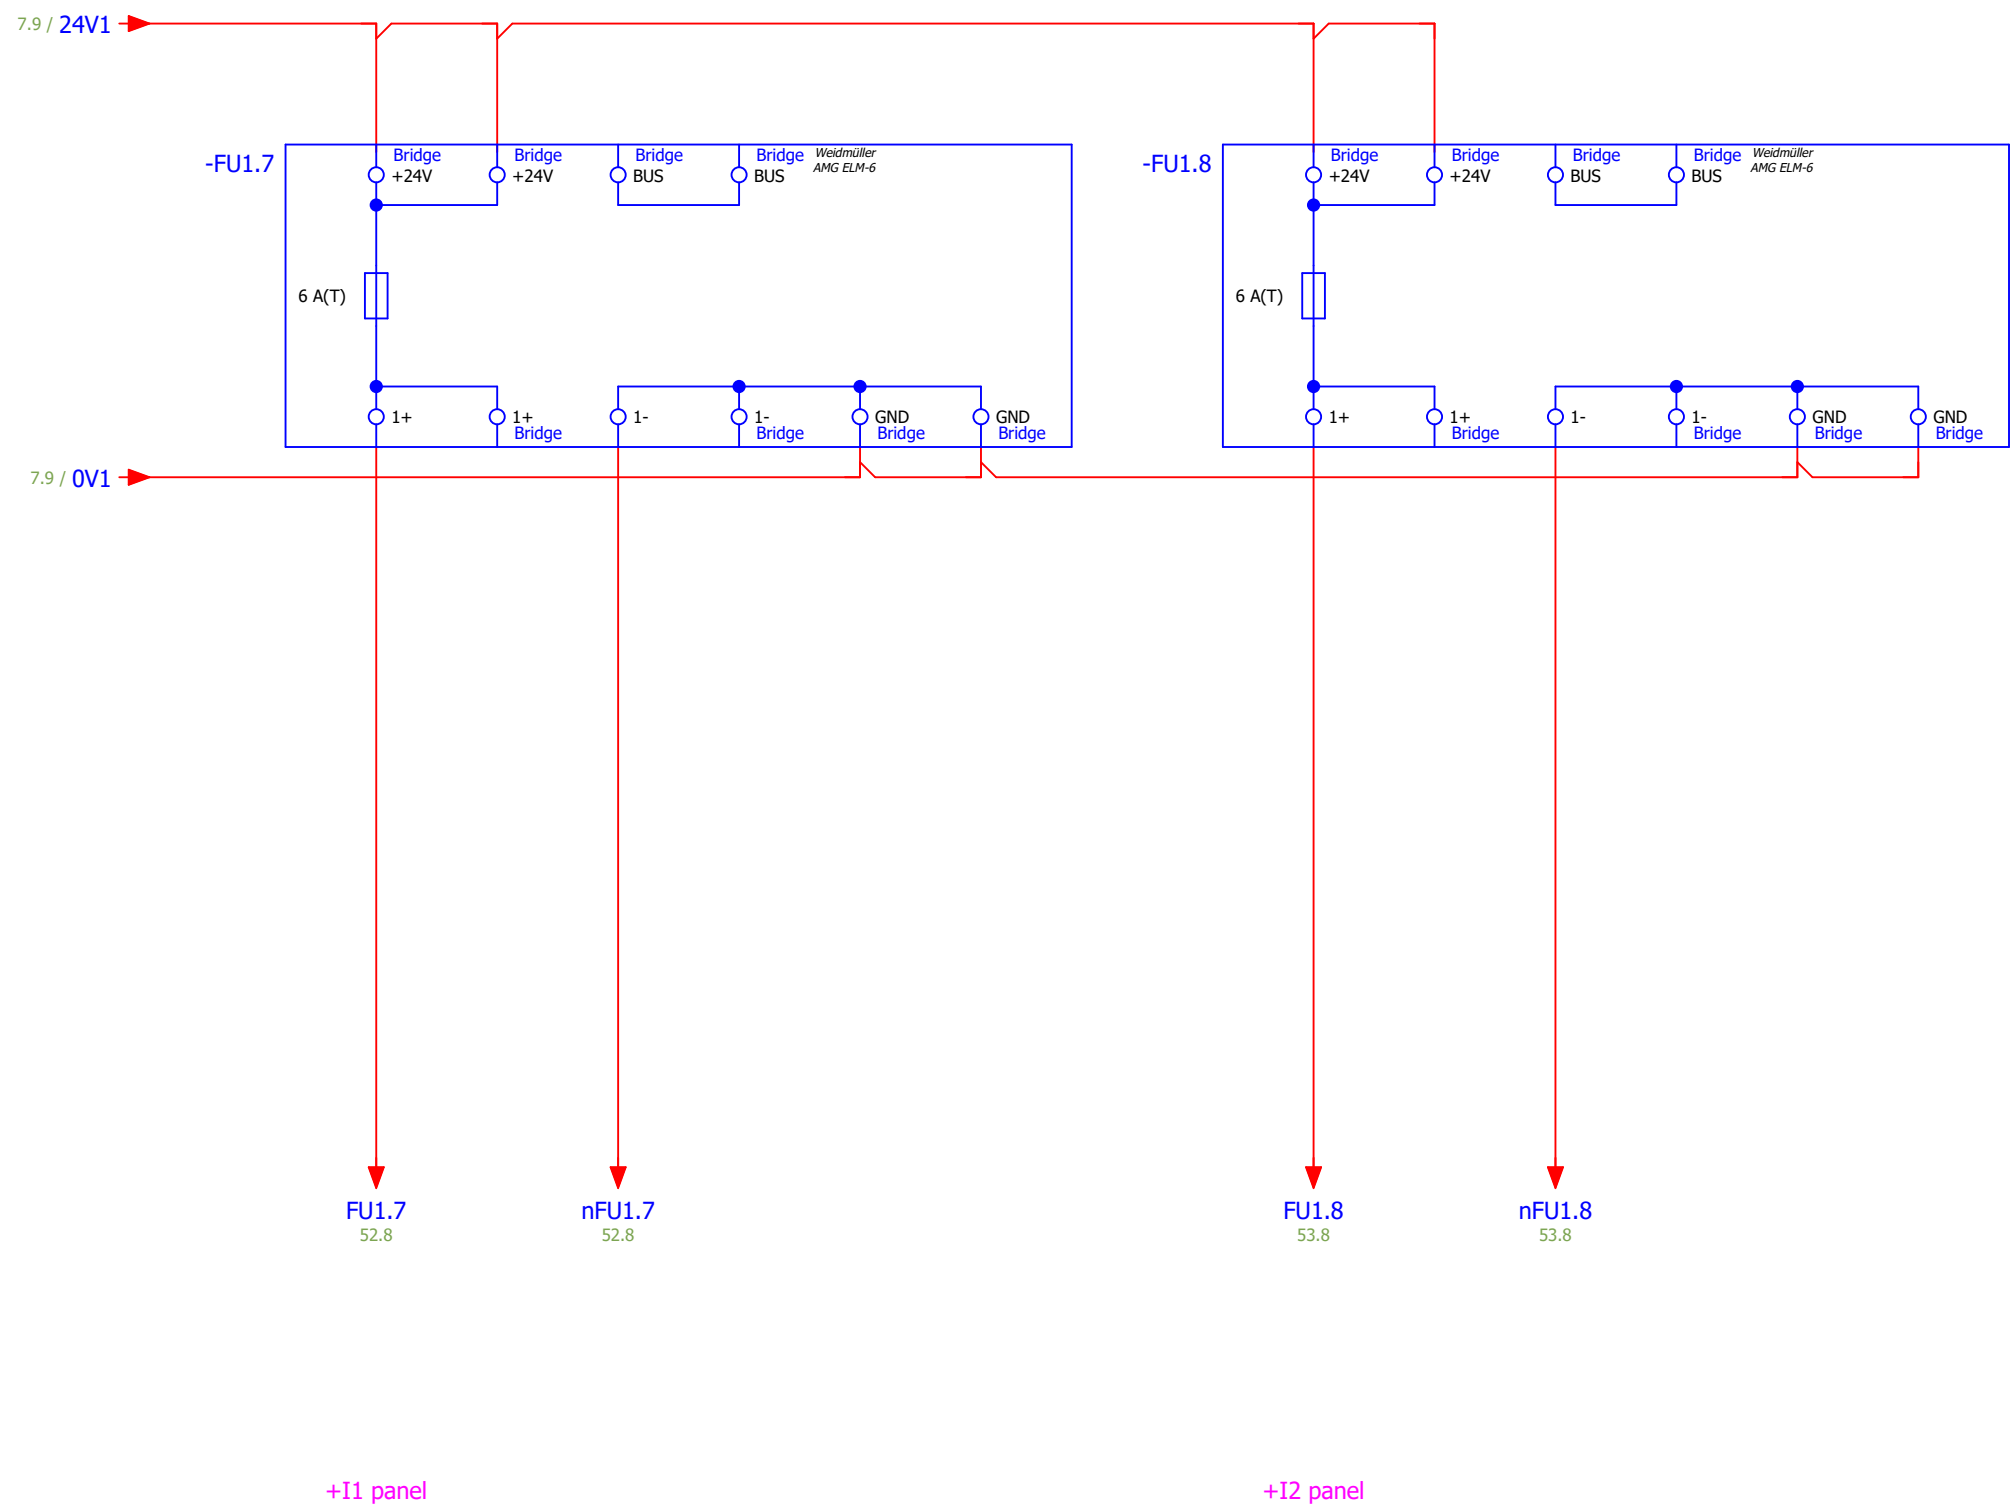 7.9 / 24V1
-FU1.7
Bridge Bridge Bridge Bridge Weidmüller
+24V +24V BUS BUS AMG ELM-6
6 A(T)
1+ 1+ 1- 1- GND GND
Bridge Bridge Bridge Bridge
-FU1.8
Bridge Bridge Bridge Bridge Weidmüller
+24V +24V BUS BUS AMG ELM-6
6 A(T)
1+ 1+ 1- 1- GND GND
Bridge Bridge Bridge Bridge
7.9 / 0V1
FU1.7 nFU1.7 FU1.8 nFU1.8
52.8 52.8 53.8 53.8
+I1 panel +I2 panel